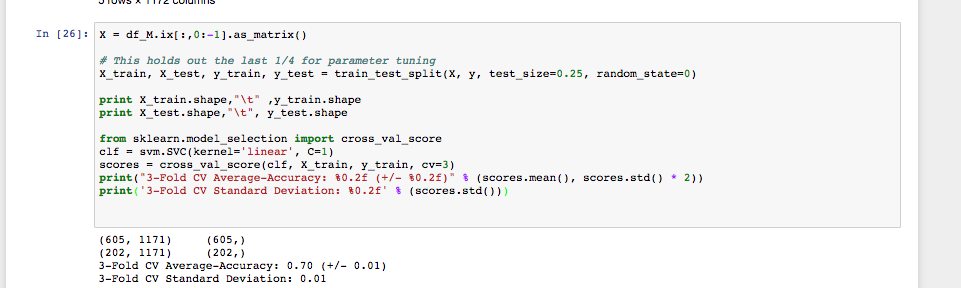 5 rows × 1172 columns
In [26]: X = df_M.ix[:,0:-1].as_matrix()
# This holds out the last 1/4 for parameter tuning
X_train, X_test, y_train, y_test = train_test_split(X, y, test_size=0.25, random_state=0)
print X_train.shape,"\t" ,y_train.shape
print X_test.shape,"\t", y_test.shape
from sklearn.model_selection import cross_val_score
clf = svm.SVC(kernel='linear', C=1)
scores = cross_val_score(clf, X_train, y_train, cv=3)
print("3-Fold CV Average-Accuracy: %0.2f (+/- %0.2f)" % (scores.mean(), scores.std() * 2))
print('3-Fold CV Standard Deviation: %0.2f' % (scores.std()))
(605, 1171) (605,)
(202, 1171) (202,)
3-Fold CV Average-Accuracy: 0.70 (+/- 0.01)
3-Fold CV Standard Deviation: 0.01